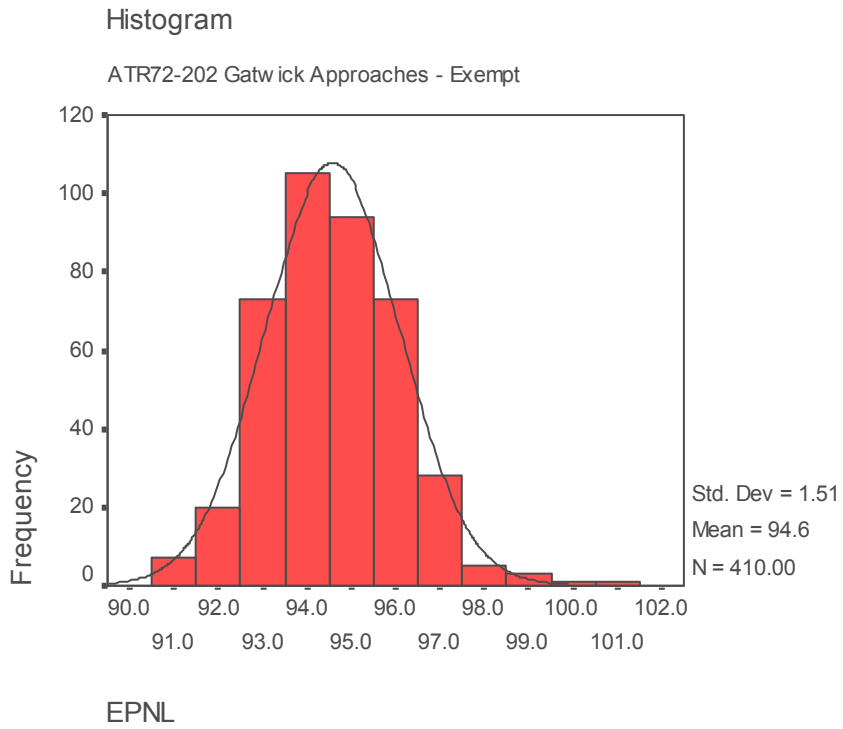 Histogram
ATR72-202 Gatwick Approaches - Exempt
120
100
80
60
40
20
0
Frequency
Std. Dev = 1.51
Mean = 94.6
N = 410.00
90.0 92.0 94.0 96.0 98.0 100.0 102.0
91.0 93.0 95.0 97.0 99.0 101.0
EPNL